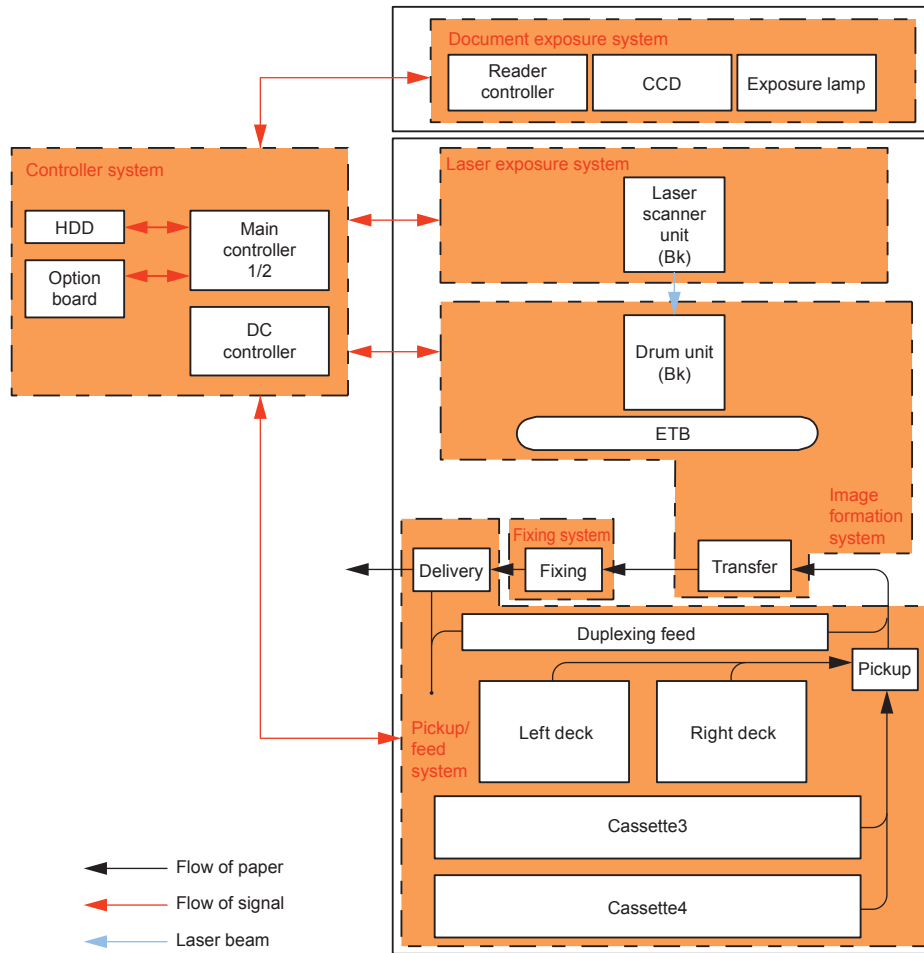 Document exposure system
Reader
controller
CCD
Exposure lamp
Controller system
HDD
Option
board
Main
controller
1/2
DC
controller
Laser exposure system
Laser
scanner
unit
(Bk)
Drum unit
(Bk)
ETB
Image
formation
system
Fixing system
Delivery
Fixing
Transfer
Duplexing feed
Pickup
Left deck
Right deck
Pickup/
feed
system
Cassette3
Cassette4
Flow of paper
Flow of signal
Laser beam